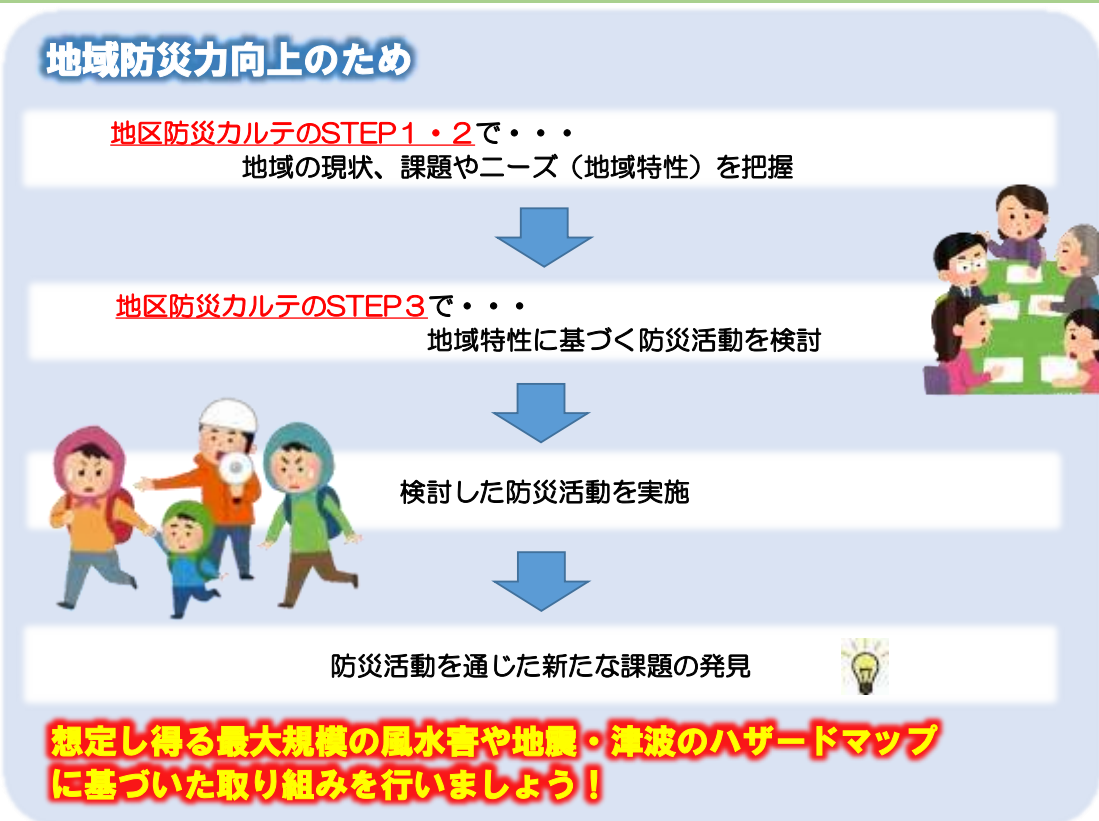 地域防災力向上のため
地区防災カルテのSTEP１・２で・・・
地域の現状、課題やニーズ（地域特性）を把握
地区防災カルテのSTEP３で・・・
地域特性に基づく防災活動を検討
検討した防災活動を実施
防災活動を通じた新たな課題の発見
想定し得る最大規模の風水害や地震・津波のハザードマップ
に基づいた取り組みを行いましょう！